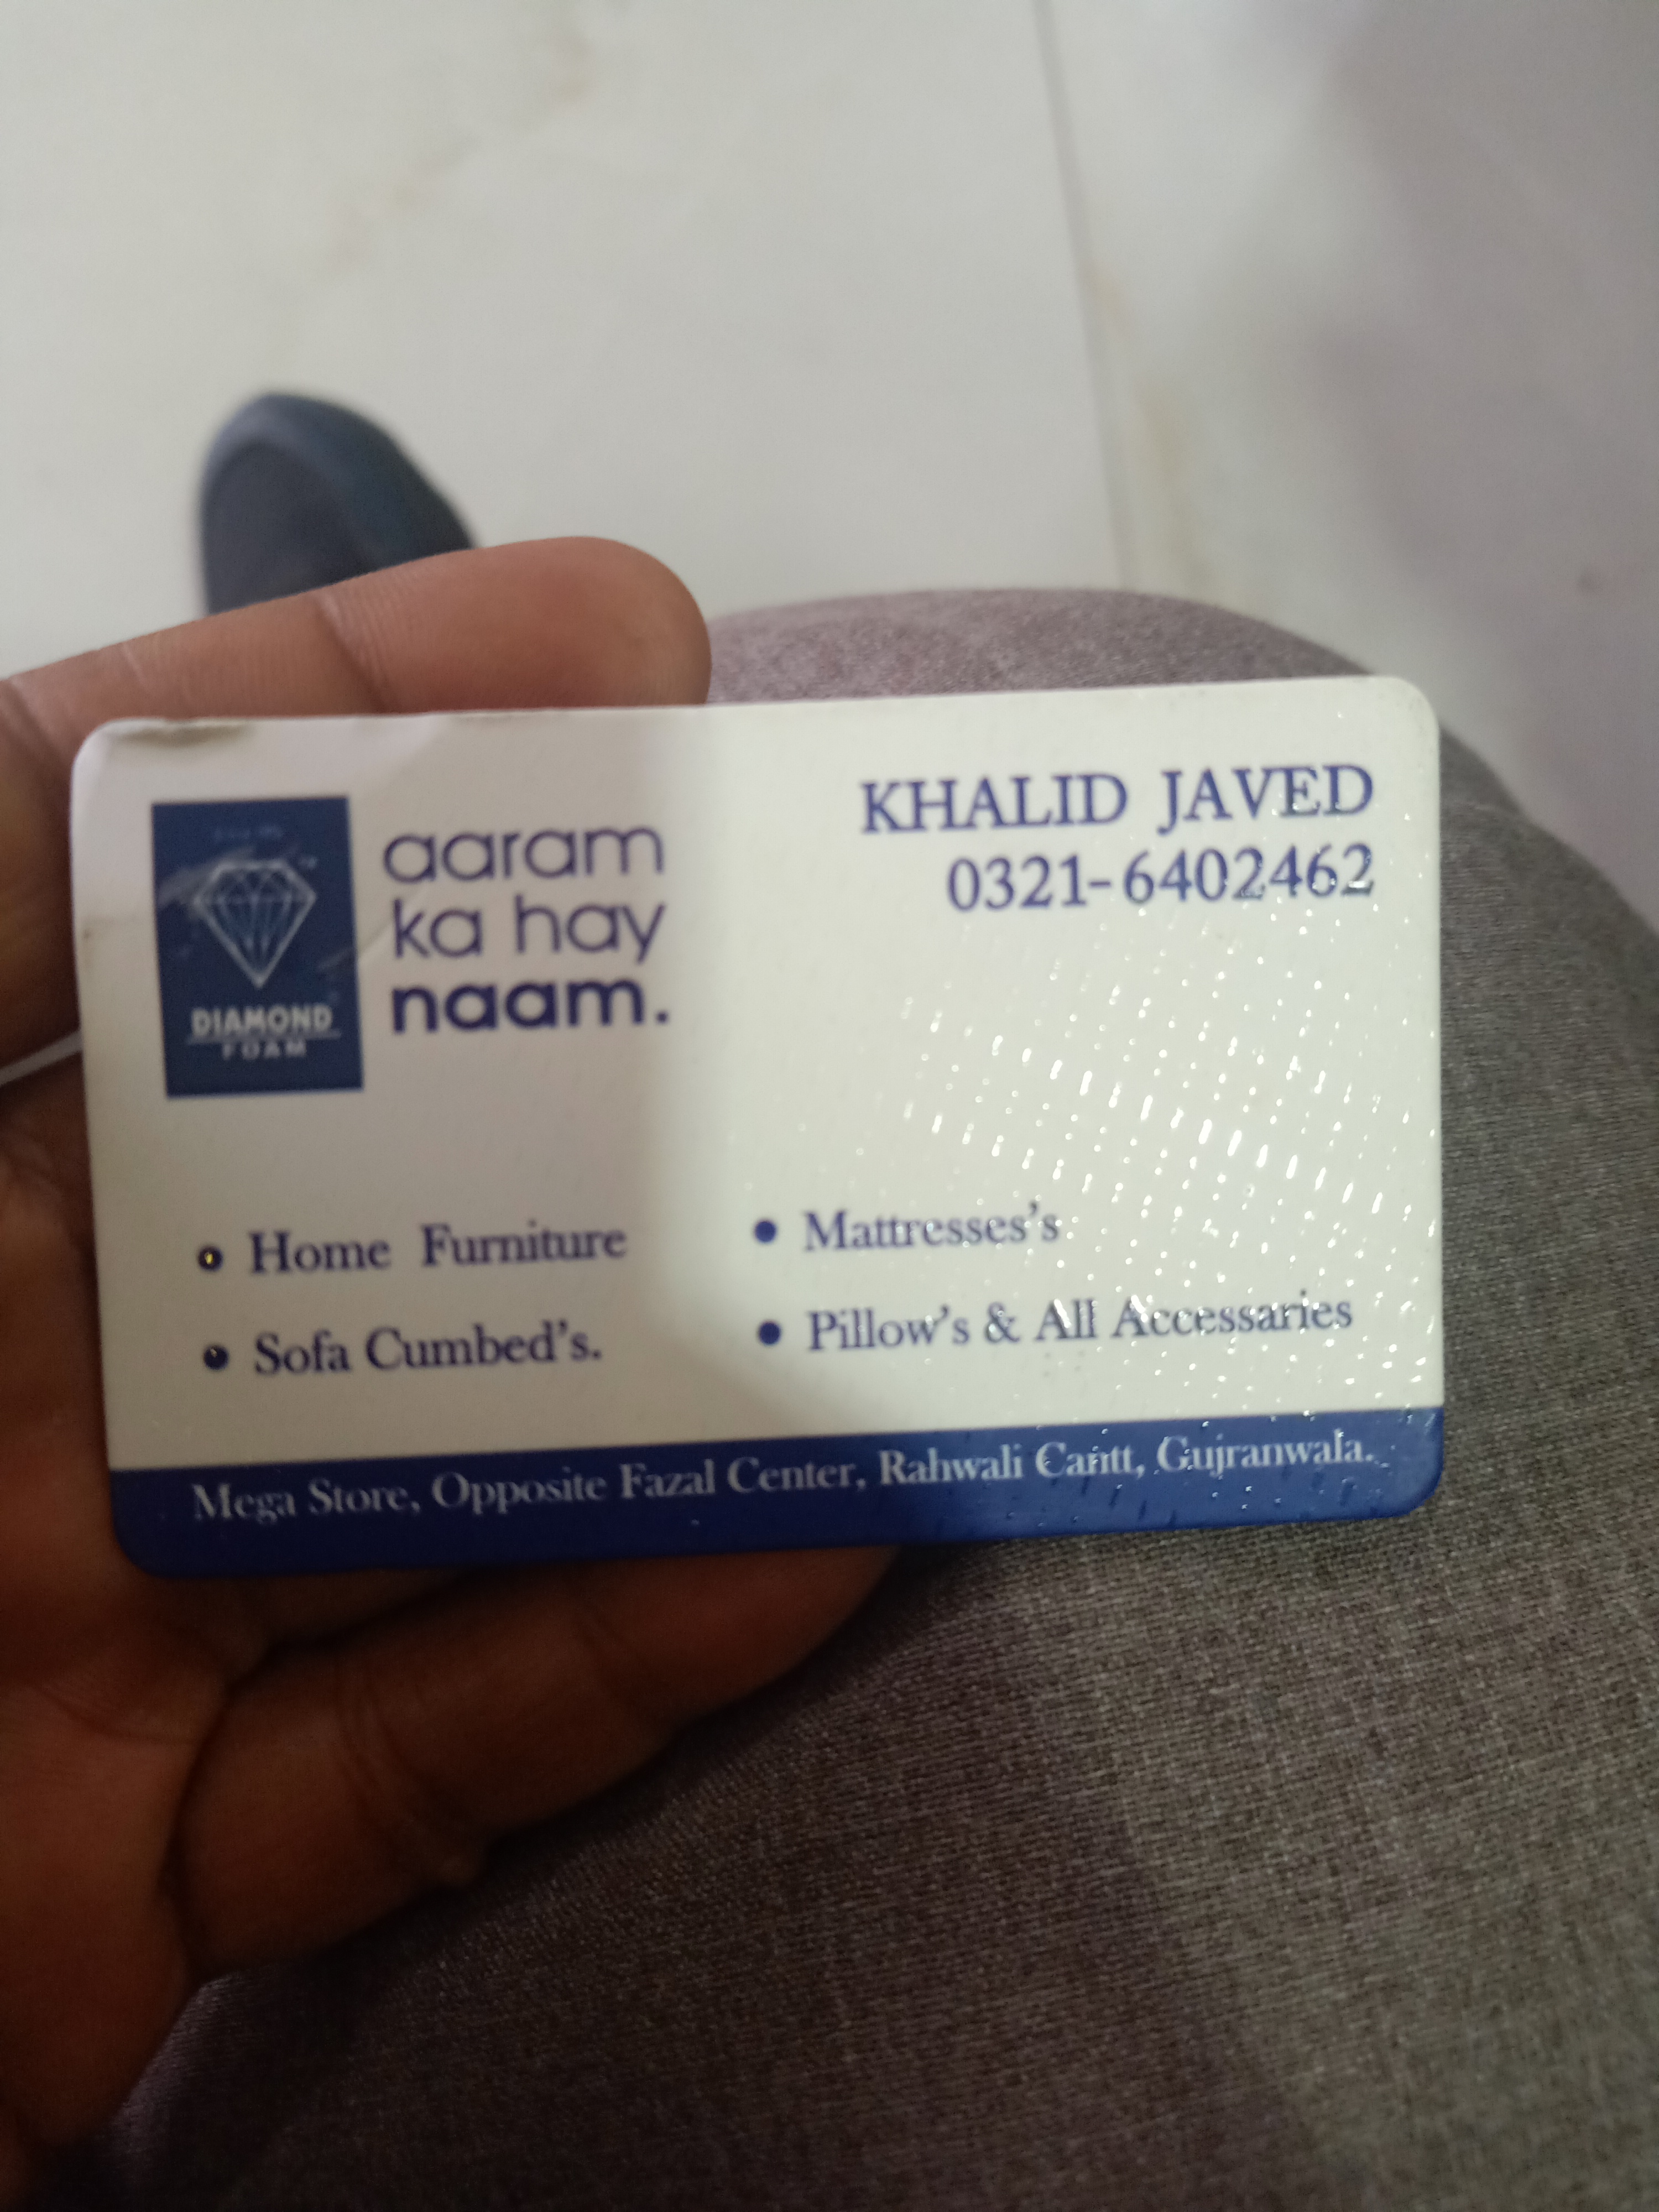 KHALID JAVED
0321-6402462
aaram
ka hay
naam.
DIAMOND
FOAM
• Home Furniture
• Sofa Cumbed's.
• Mattresses's
• Pillow's & All Accessaries
Mega Store, Opposite Fazal Center, Rahwali Cantt, Gujranwala.